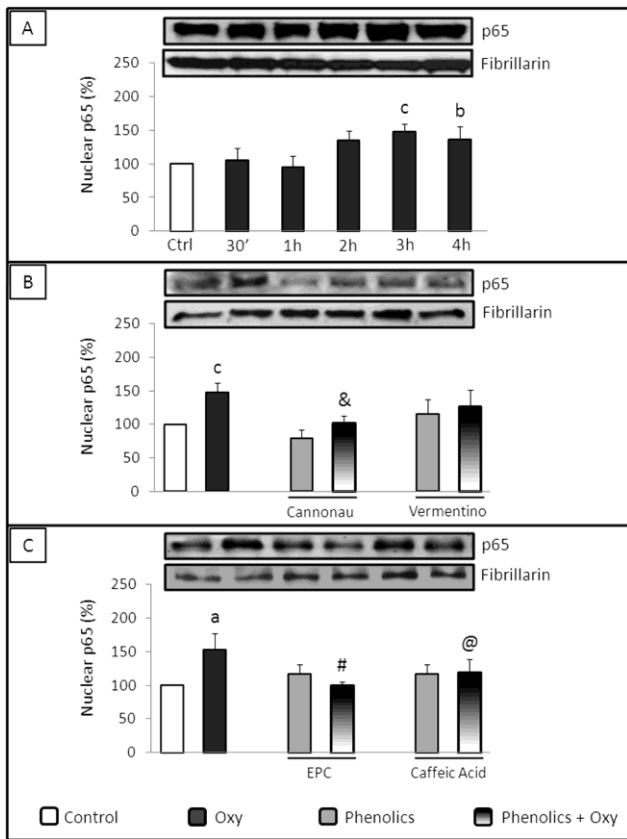 A
p65
Fibrillarin
Nuclear p65 (%)
250
200
150
100
50
0
c
b
Ctrl 30' 1h 2h 3h 4h
B
p65
Fibrillarin
Nuclear p65 (%)
250
200
150
100
50
0
c
&
Cannonau Vermentino
C
p65
Fibrillarin
Nuclear p65 (%)
250
200
150
100
50
0
a
#
@
EPC Caffeic Acid
Control Oxy Phenolics Phenolics + Oxy